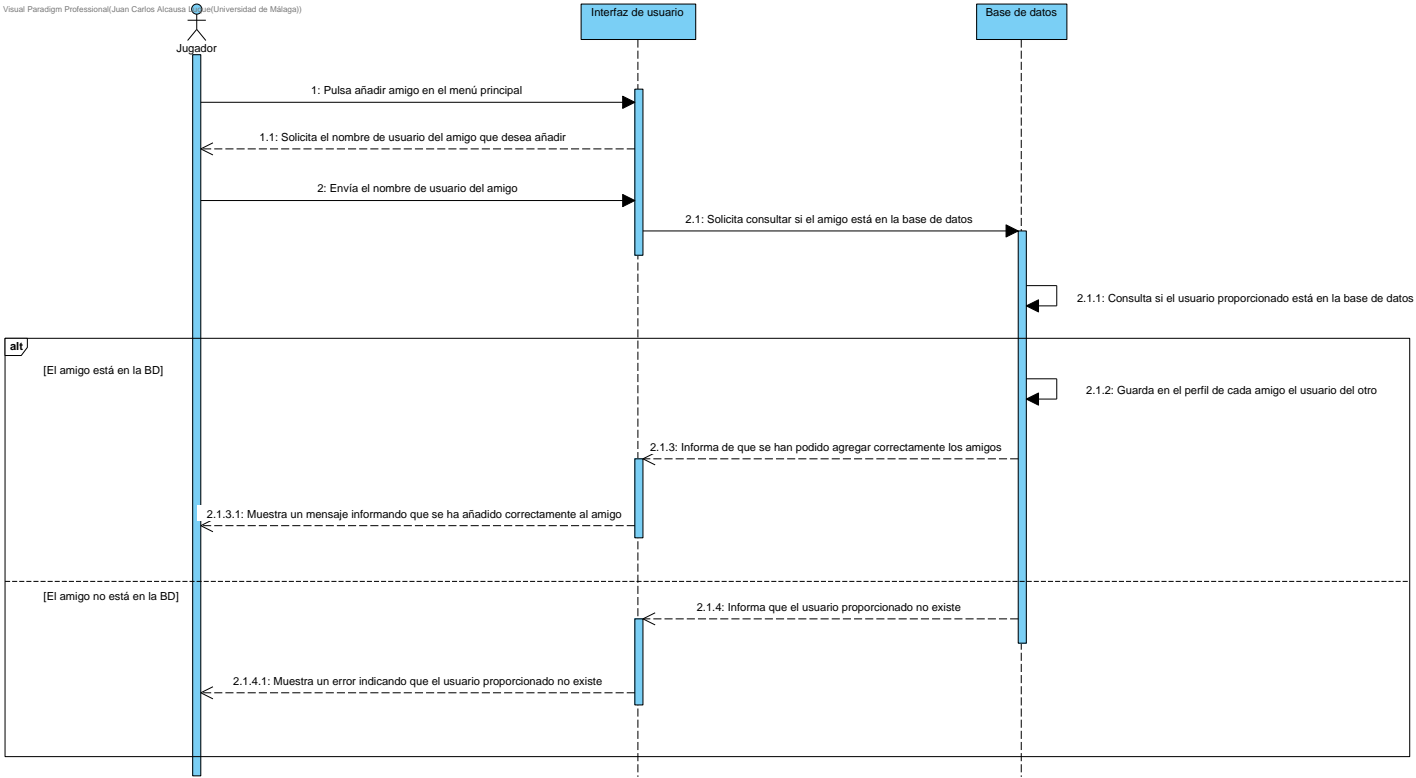 Visual Paradigm Professional(Juan Carlos Alcausa Luque(Universidad de Málaga))
Jugador
Interfaz de usuario
Base de datos
1: Pulsa añadir amigo en el menú principal
1.1: Solicita el nombre de usuario del amigo que desea añadir
2: Envía el nombre de usuario del amigo
2.1: Solicita consultar si el amigo está en la base de datos
2.1.1: Consulta si el usuario proporcionado está en la base de datos
alt
[El amigo está en la BD]
2.1.2: Guarda en el perfil de cada amigo el usuario del otro
2.1.3: Informa de que se han podido agregar correctamente los amigos
2.1.3.1: Muestra un mensaje informando que se ha añadido correctamente al amigo
[El amigo no está en la BD]
2.1.4: Informa que el usuario proporcionado no existe
2.1.4.1: Muestra un error indicando que el usuario proporcionado no existe